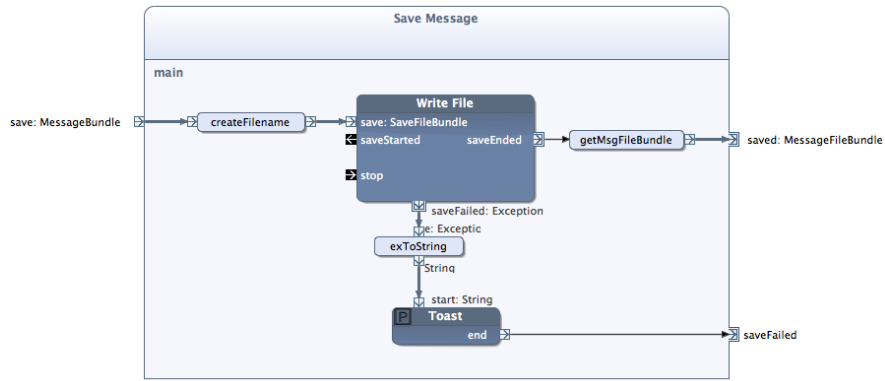 Save Message
main
save: MessageBundle
createFilename
Write File
save: SaveFileBundle
saveStarted
saveEnded
stop
getMsgFileBundle
saved: MessageFileBundle
saveFailed: Exception
e: Exceptic
exToString
String
start: String
P
Toast
end
saveFailed